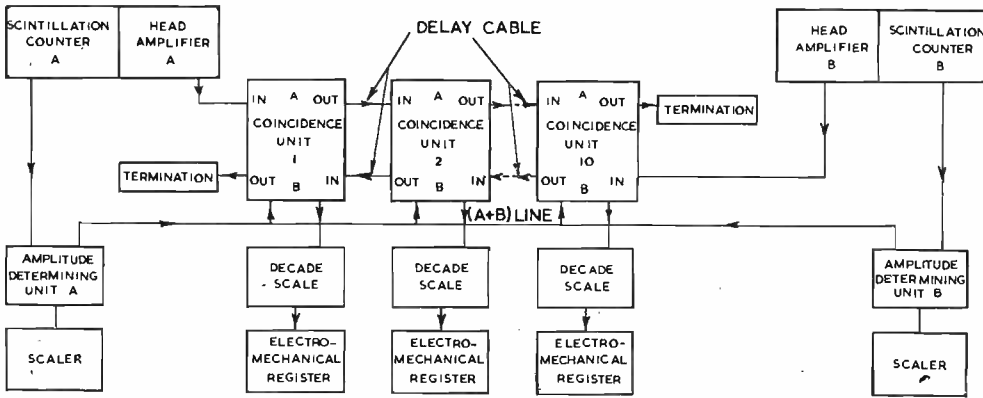 SCINTILLATION
COUNTER
A
HEAD
AMPLIFIER
A
DELAY CABLE
HEAD
AMPLIFIER
B
SCINTILLATION
COUNTER
B
IN A OUT
COINCIDENCE
UNIT
1
OUT B IN
IN A OUT
COINCIDENCE
UNIT
2
OUT B IN
IN A OUT
COINCIDENCE
UNIT
10
OUT B IN
TERMINATION
TERMINATION
(A+B) LINE
AMPLITUDE
DETERMINING
UNIT A
DECADE
SCALE
DECADE
SCALE
DECADE
SCALE
AMPLITUDE
DETERMINING
UNIT B
SCALER
ELECTRO-
MECHANICAL
REGISTER
ELECTRO-
MECHANICAL
REGISTER
ELECTRO-
MECHANICAL
REGISTER
SCALER